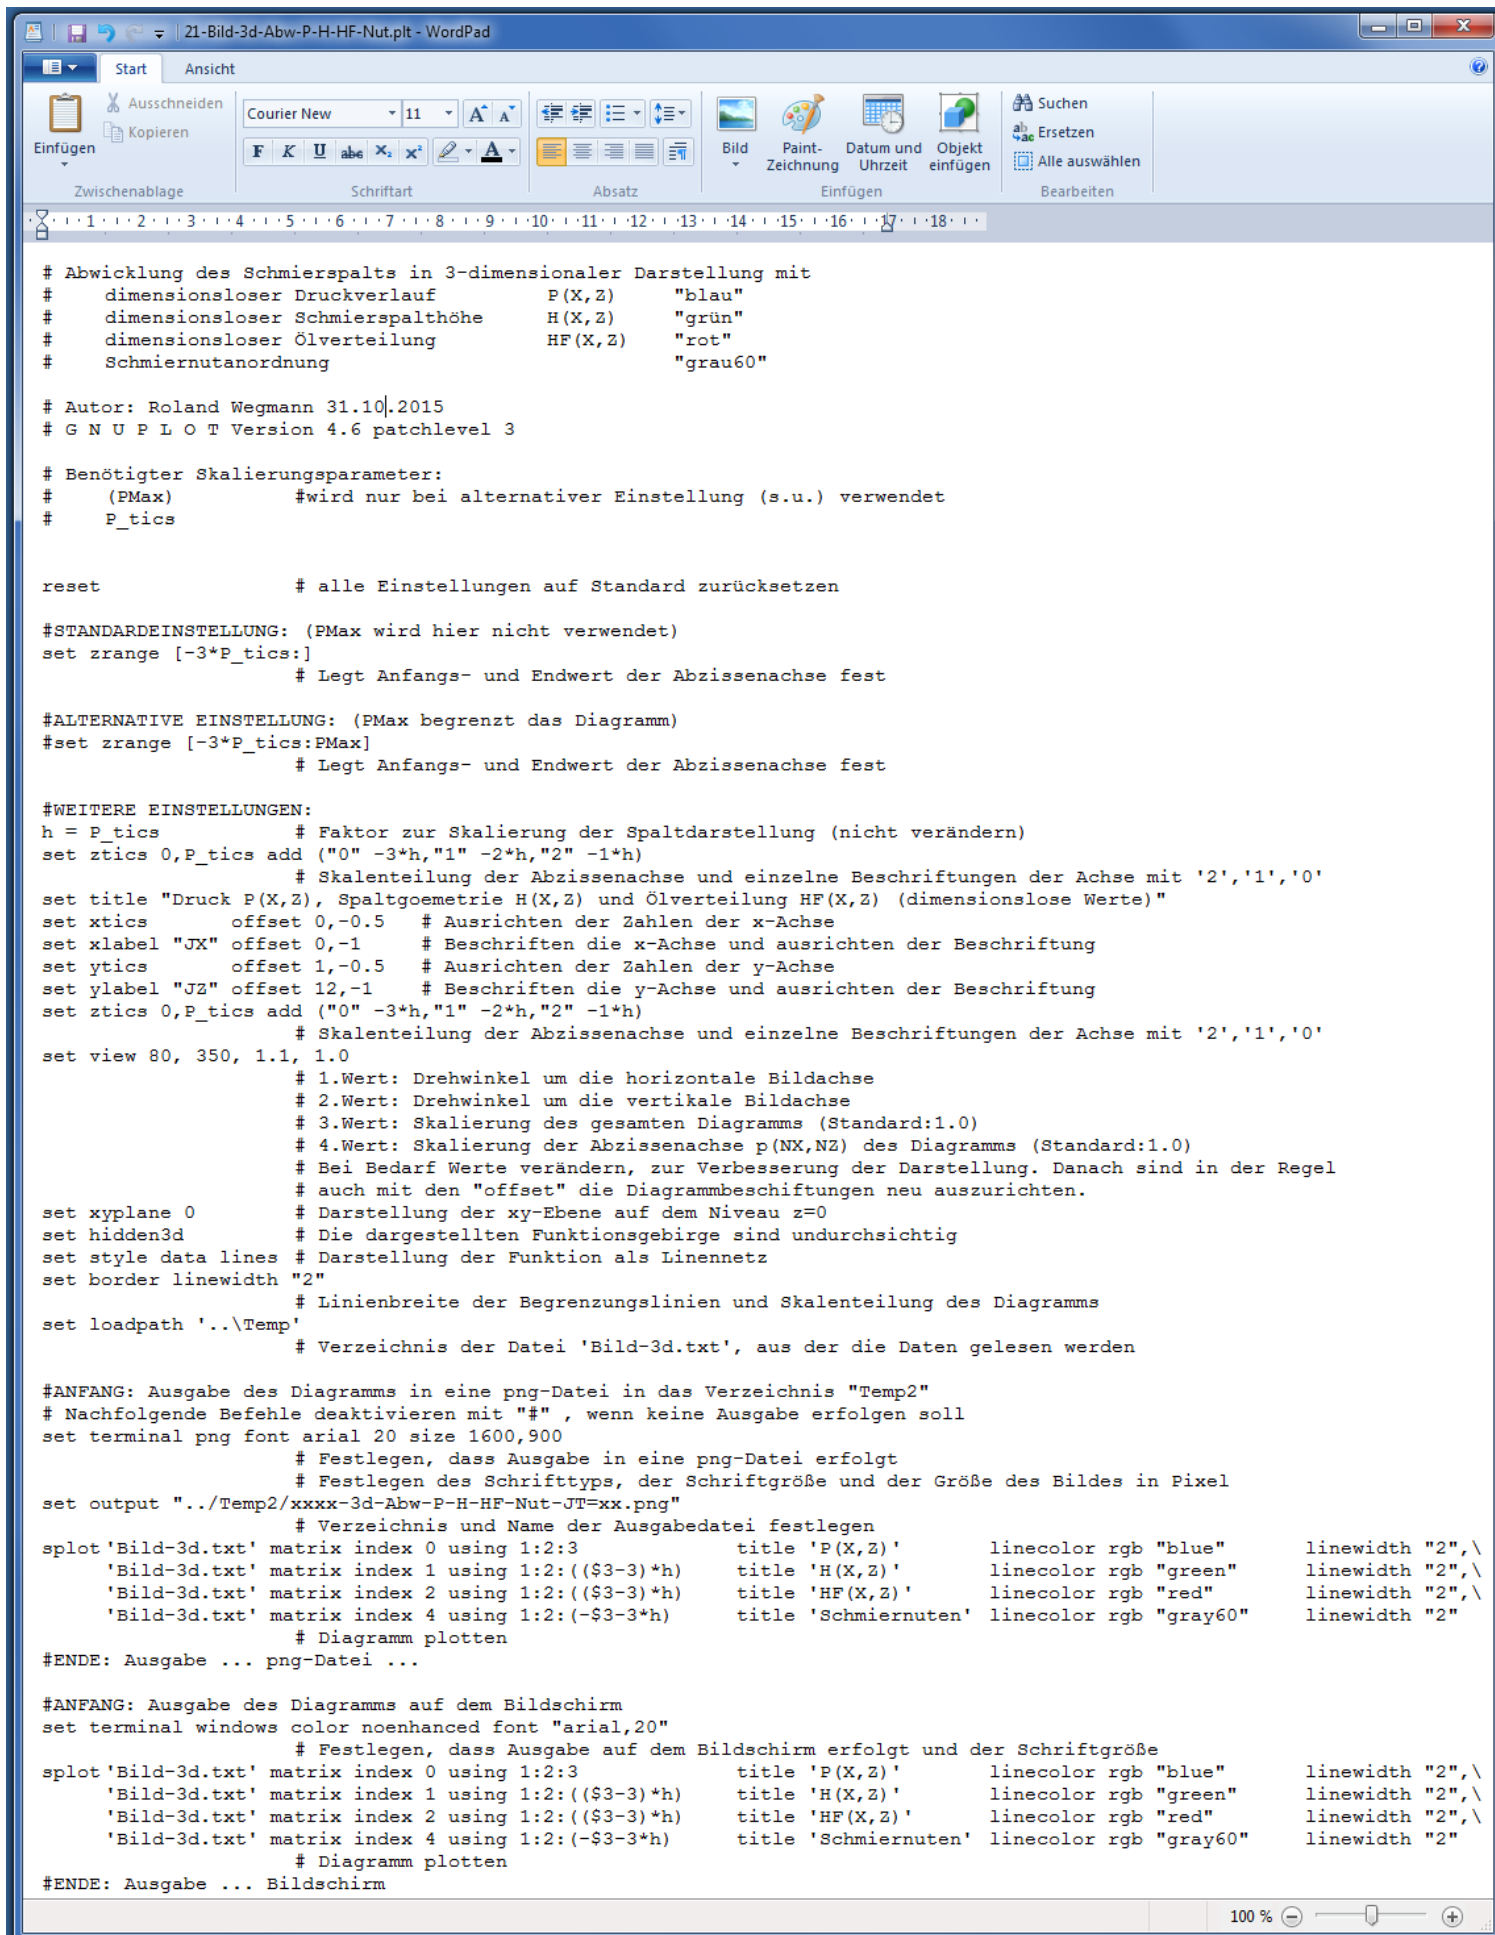 21-Bild-3d-Abw-P-H-HF-Nut.plt - WordPad
Start Ansicht
Einfügen
Ausschneiden
Kopieren
Zwischenablage
Courier New 11 A A
F K U abc X₂ x² A
Schriftart
Absatz
Bild
Paint-
Zeichnung
Datum und
Uhrzeit
Objekt
einfügen
Einfügen
Suchen
Ersetzen
Alle auswählen
Bearbeiten
1 2 3 4 5 6 7 8 9 10 11 12 13 14 15 16 17 18
# Abwicklung des Schmierspalts in 3-dimensionaler Darstellung mit
#     dimensionsloser Druckverlauf          P(X,Z)     "blau"
#     dimensionsloser Schmierspalthöhe      H(X,Z)     "grün"
#     dimensionsloser Ölverteilung          HF(X,Z)    "rot"
#     Schmiernutanordnung                              "grau60"
# Autor: Roland Wegmann 31.10.2015
# G N U P L O T Version 4.6 patchlevel 3
# Benötigter Skalierungsparameter:
#     (PMax)            #wird nur bei alternativer Einstellung (s.u.) verwendet
#     P_tics
reset                   # alle Einstellungen auf Standard zurücksetzen
#STANDARDEINSTELLUNG: (PMax wird hier nicht verwendet)
set zrange [-3*P_tics:]
# Legt Anfangs- und Endwert der Abzissenachse fest
#ALTERNATIVE EINSTELLUNG: (PMax begrenzt das Diagramm)
#set zrange [-3*P_tics:PMax]
# Legt Anfangs- und Endwert der Abzissenachse fest
#WEITERE EINSTELLUNGEN:
h = P_tics              # Faktor zur Skalierung der Spaltdarstellung (nicht verändern)
set ztics 0,P_tics add ("0" -3*h,"1" -2*h,"2" -1*h)
# Skalenteilung der Abzissenachse und einzelne Beschriftungen der Achse mit '2','1','0'
set title "Druck P(X,Z), Spaltgoemetrie H(X,Z) und Ölverteilung HF(X,Z) (dimensionslose Werte)"
set xtics       offset 0,-0.5   # Ausrichten der Zahlen der x-Achse
set xlabel "JX" offset 0,-1     # Beschriften die x-Achse und ausrichten der Beschriftung
set ytics       offset 1,-0.5   # Ausrichten der Zahlen der y-Achse
set ylabel "JZ" offset 12,-1    # Beschriften die y-Achse und ausrichten der Beschriftung
set ztics 0,P_tics add ("0" -3*h,"1" -2*h,"2" -1*h)
# Skalenteilung der Abzissenachse und einzelne Beschriftungen der Achse mit '2','1','0'
set view 80, 350, 1.1, 1.0
# 1.Wert: Drehwinkel um die horizontale Bildachse
# 2.Wert: Drehwinkel um die vertikale Bildachse
# 3.Wert: Skalierung des gesamten Diagramms (Standard:1.0)
# 4.Wert: Skalierung der Abzissenachse p(NX,NZ) des Diagramms (Standard:1.0)
# Bei Bedarf Werte verändern, zur Verbesserung der Darstellung. Danach sind in der Regel
# auch mit den "offset" die Diagrammbeschiftungen neu auszurichten.
set xyplane 0           # Darstellung der xy-Ebene auf dem Niveau z=0
set hidden3d            # Die dargestellten Funktionsgebirge sind undurchsichtig
set style data lines # Darstellung der Funktion als Linennetz
set border linewidth "2"
# Linienbreite der Begrenzungslinien und Skalenteilung des Diagramms
set loadpath '..\Temp'
# Verzeichnis der Datei 'Bild-3d.txt', aus der die Daten gelesen werden
#ANFANG: Ausgabe des Diagramms in eine png-Datei in das Verzeichnis "Temp2"
# Nachfolgende Befehle deaktivieren mit "#" , wenn keine Ausgabe erfolgen soll
set terminal png font arial 20 size 1600,900
# Festlegen, dass Ausgabe in eine png-Datei erfolgt
# Festlegen des Schrifttyps, der Schriftgröße und der Größe des Bildes in Pixel
set output "../Temp2/xxxx-3d-Abw-P-H-HF-Nut-JT=xx.png"
# Verzeichnis und Name der Ausgabedatei festlegen
splot 'Bild-3d.txt' matrix index 0 using 1:2:3 title 'P(X,Z)' linecolor rgb "blue" linewidth "2",\
'Bild-3d.txt' matrix index 1 using 1:2:(($3-3)*h) title 'H(X,Z)' linecolor rgb "green" linewidth "2",\
'Bild-3d.txt' matrix index 2 using 1:2:(($3-3)*h) title 'HF(X,Z)' linecolor rgb "red" linewidth "2",\
'Bild-3d.txt' matrix index 4 using 1:2:(-$3-3*h) title 'Schmiernuten' linecolor rgb "gray60" linewidth "2"
# Diagramm plotten
#ENDE: Ausgabe ... png-Datei ...
#ANFANG: Ausgabe des Diagramms auf dem Bildschirm
set terminal windows color noenhanced font "arial,20"
# Festlegen, dass Ausgabe auf dem Bildschirm erfolgt und der Schriftgröße
splot 'Bild-3d.txt' matrix index 0 using 1:2:3 title 'P(X,Z)' linecolor rgb "blue" linewidth "2",\
'Bild-3d.txt' matrix index 1 using 1:2:(($3-3)*h) title 'H(X,Z)' linecolor rgb "green" linewidth "2",\
'Bild-3d.txt' matrix index 2 using 1:2:(($3-3)*h) title 'HF(X,Z)' linecolor rgb "red" linewidth "2",\
'Bild-3d.txt' matrix index 4 using 1:2:(-$3-3*h) title 'Schmiernuten' linecolor rgb "gray60" linewidth "2"
# Diagramm plotten
#ENDE: Ausgabe ... Bildschirm
100 %